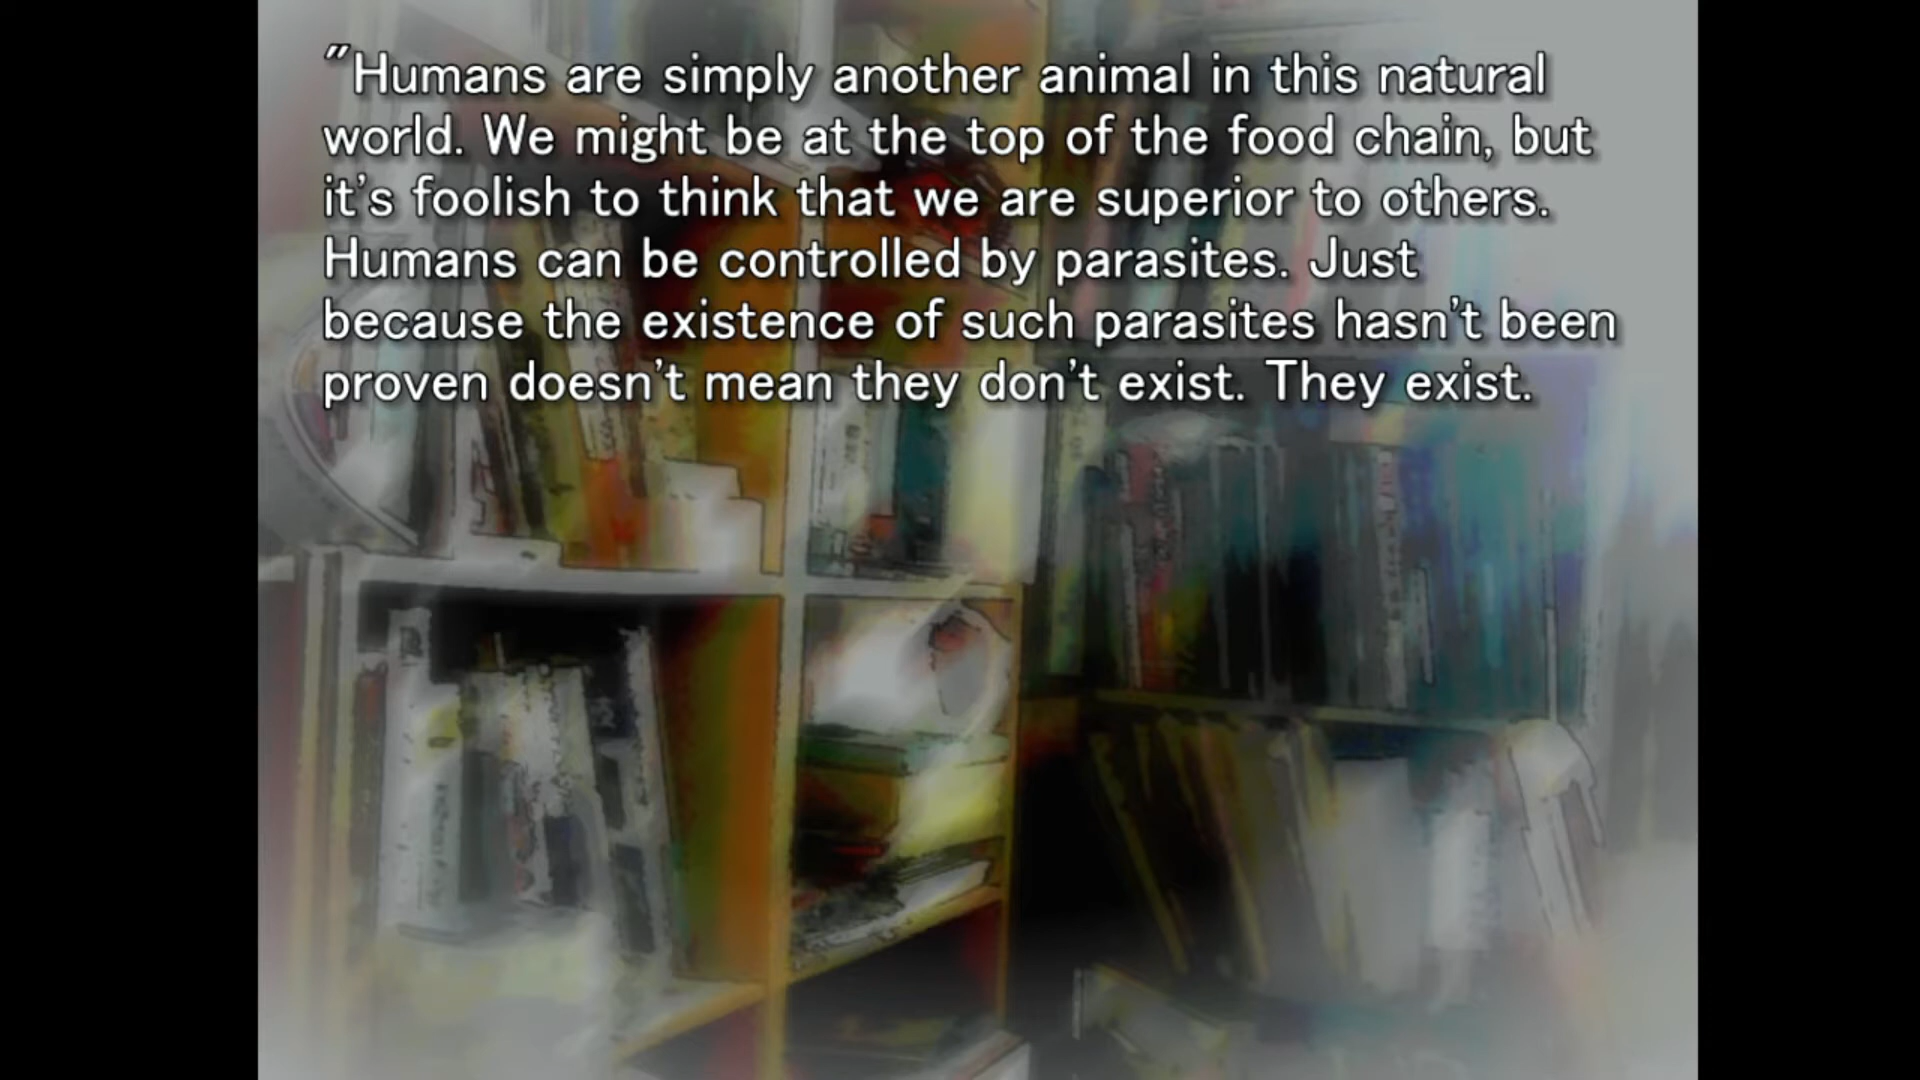 "Humans are simply another animal in this natural
world. We might be at the top of the food chain, but
it's foolish to think that we are superior to others.
Humans can be controlled by parasites. Just
because the existence of such parasites hasn't been
proven doesn't mean they don't exist. They exist.